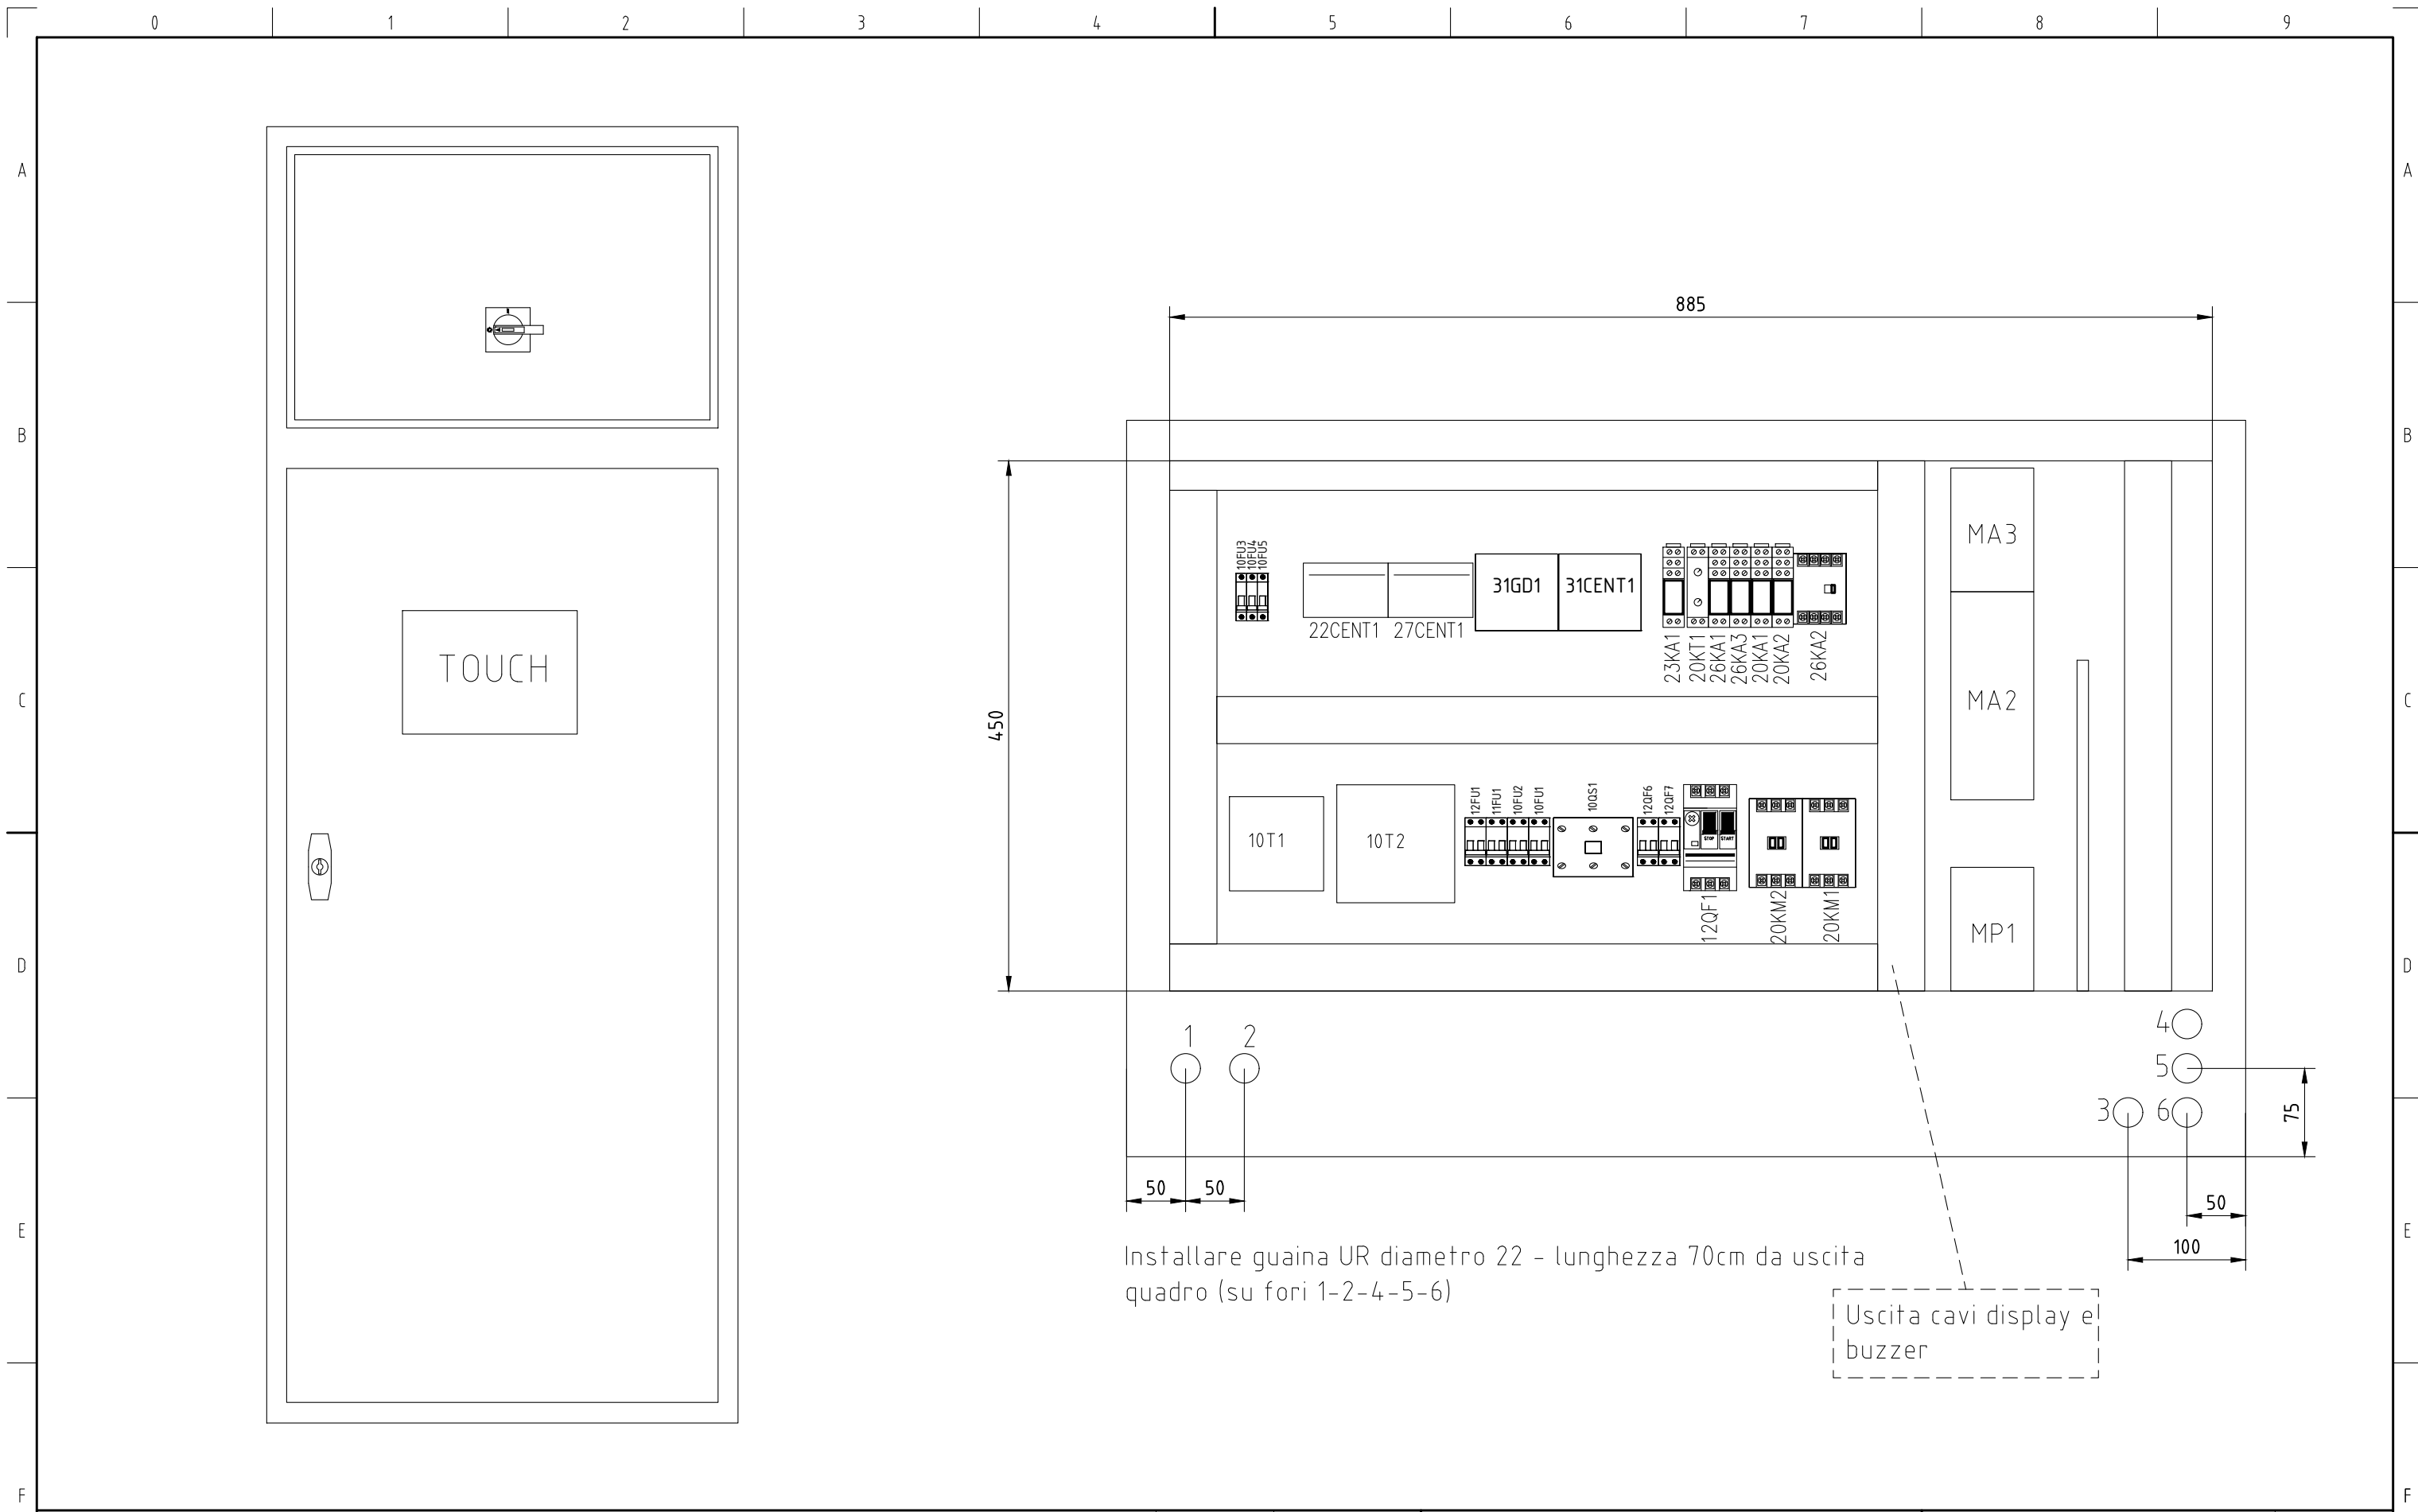 0 1 2 3 4 5 6 7 8 9
A A
885
B B
MA3
10FU3 10FU4 10FU5
31GD1 31CENT1
22CENT1 27CENT1
23KA1 20KT1 26KA1 26KA3 20KA1 20KA2 26KA2
TOUCH
C C
MA2
450
12FU1 11FU1 10FU2 10FU1 10QS1 12QF6 12QF7
STOP START
10T1 10T2
12QF1 20KM2 20KM1
MP1
D D
1 2
4
5
3 6
75
50 50
50
100
E E
Installare guaina UR diametro 22 - lunghezza 70cm da uscita
quadro (su fori 1-2-4-5-6)
Uscita cavi display e
buzzer
F F